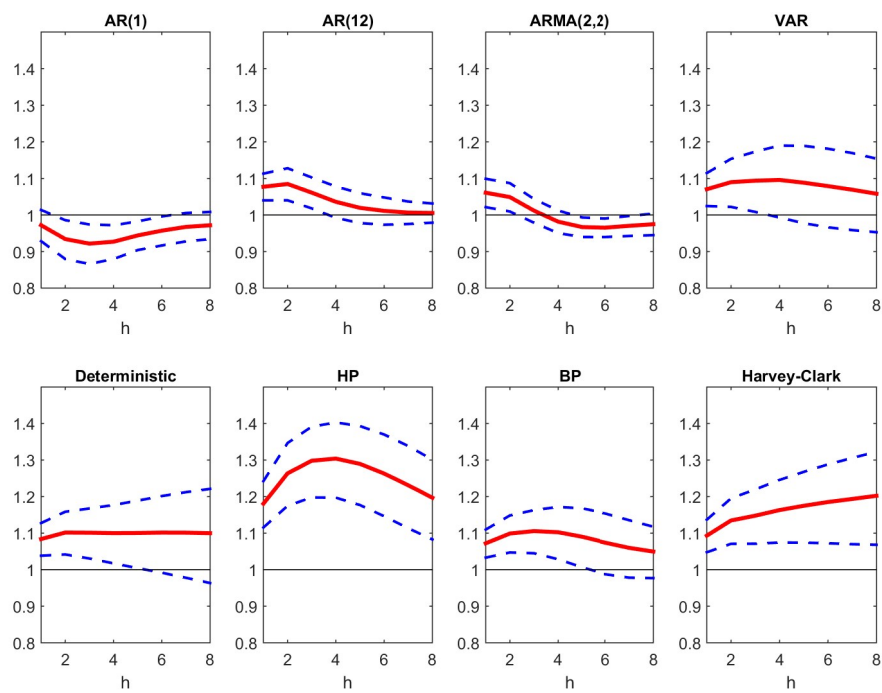 AR(1) AR(12) ARMA(2,2) VAR
1.4 1.4 1.4 1.4
1.3 1.3 1.3 1.3
1.2 1.2 1.2 1.2
1.1 1.1 1.1 1.1
1 1 1 1
0.9 0.9 0.9 0.9
0.8 0.8 0.8 0.8
2 4 6 8 2 4 6 8 2 4 6 8 2 4 6 8
h h h h
Deterministic HP BP Harvey-Clark
1.4 1.4 1.4 1.4
1.3 1.3 1.3 1.3
1.2 1.2 1.2 1.2
1.1 1.1 1.1 1.1
1 1 1 1
0.9 0.9 0.9 0.9
0.8 0.8 0.8 0.8
2 4 6 8 2 4 6 8 2 4 6 8 2 4 6 8
h h h h